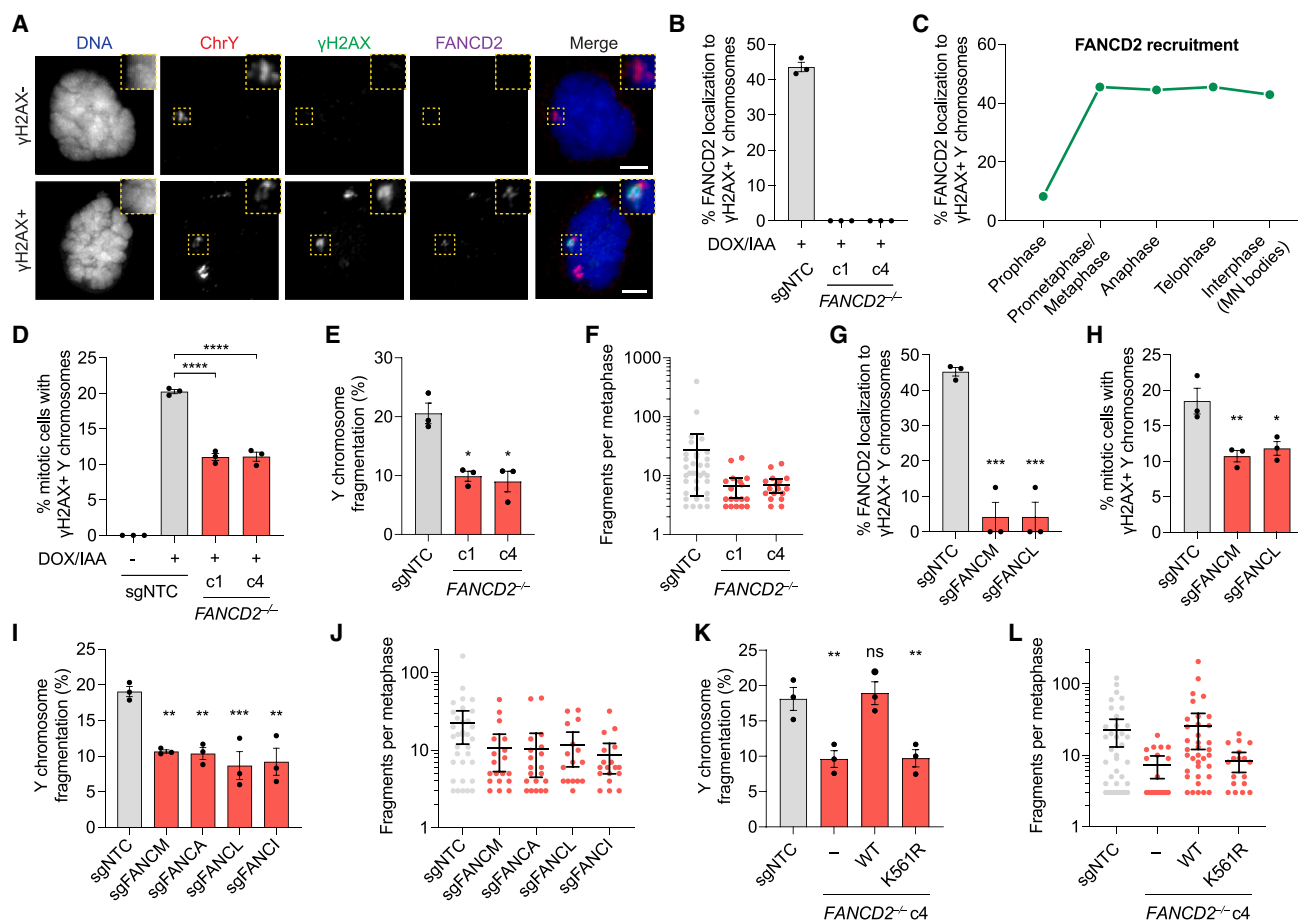 A
DNA
ChrY
γH2AX
FANCD2
Merge
γH2AX-
γH2AX+
B
% FANCD2 localization to
γH2AX+ Y chromosomes
50
40
30
20
10
0
DOX/IAA
+
+
+
sgNTC
c1
c4
FANCD2–/–
C
FANCD2 recruitment
% FANCD2 localization to
γH2AX+ Y chromosomes
60
40
20
0
Prophase
Prometaphase/
Metaphase
Anaphase
Telophase
Interphase
(MN bodies)
D
% mitotic cells with
γH2AX+ Y chromosomes
25
20
15
10
5
0
****
****
DOX/IAA
-
+
+
+
sgNTC
c1
c4
FANCD2–/–
E
Y chromosome
fragmentation (%)
30
20
10
0
*
*
sgNTC
c1
c4
FANCD2–/–
F
Fragments per metaphase
1000
100
10
1
sgNTC
c1
c4
FANCD2–/–
G
% FANCD2 localization to
γH2AX+ Y chromosomes
50
40
30
20
10
0
***
***
sgNTC
sgFANCM
sgFANCL
H
% mitotic cells with
γH2AX+ Y chromosomes
25
20
15
10
5
0
**
*
sgNTC
sgFANCM
sgFANCL
I
Y chromosome
fragmentation (%)
25
20
15
10
5
0
**
**
***
**
sgNTC
sgFANCM
sgFANCA
sgFANCL
sgFANCI
J
Fragments per metaphase
100
10
1
sgNTC
sgFANCM
sgFANCA
sgFANCL
sgFANCI
K
Y chromosome
fragmentation (%)
25
20
15
10
5
0
**
ns
**
sgNTC
–
WT
K561R
FANCD2–/– c4
L
Fragments per metaphase
100
10
1
sgNTC
–
WT
K561R
FANCD2–/– c4